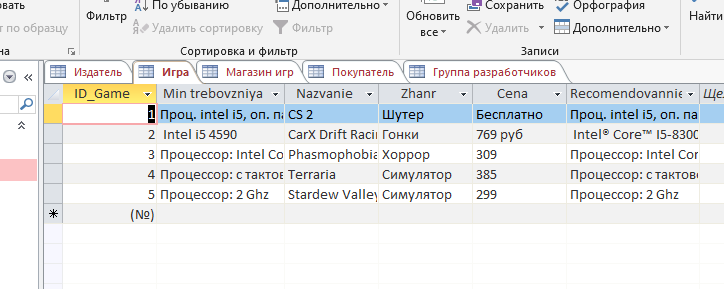 По убыванию
Дополнительно
Орфография
по образцу
Фильтр
Удалить сортировку
Фильтр
Обновить все
Удалить
Дополнительно
Найти
Сортировка и фильтр
Записи
Издатель
Игра
Магазин игр
Покупатель
Группа разработчиков
ID_Game Min trebovzniya Nazvanie Zhanr Cena Recomendovannie Щел
1 Проц. intel i5, оп. па CS 2 Шутер Бесплатно Проц. intel i5, оп. па
2 Intel i5 4590 CarX Drift Racin Гонки 769 руб Intel® Core™ I5-8300
3 Процессор: Intel Co Phasmophobia Хоррор 309 Процессор: Intel Co
4 Процессор: с тактов Terraria Симулятор 385 Процессор: с тактов
5 Процессор: 2 Ghz Stardew Valley Симулятор 299 Процессор: 2 Ghz
(№)